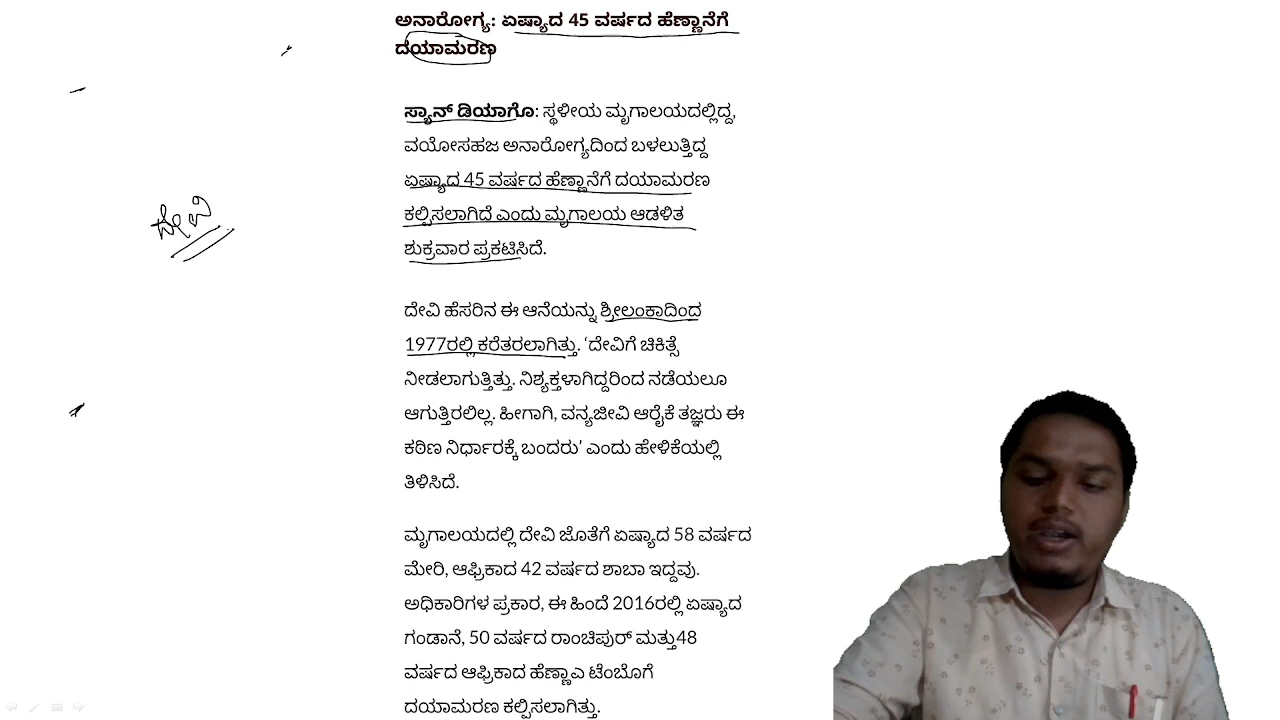 ಅನಾರೋಗ್ಯ: ಏಷ್ಯಾದ 45 ವರ್ಷದ ಹೆಣ್ಣಾನೆಗೆ
ದಯಾಮರಣ
ಸ್ಯಾನ್ ಡಿಯಾಗೊ: ಸ್ಥಳೀಯ ಮೃಗಾಲಯದಲ್ಲಿದ್ದ,
ವಯೋಸಹಜ ಅನಾರೋಗ್ಯದಿಂದ ಬಳಲುತ್ತಿದ್ದ
ಏಷ್ಯಾದ 45 ವರ್ಷದ ಹೆಣ್ಣಾನೆಗೆ ದಯಾಮರಣ
ಕಲ್ಪಿಸಲಾಗಿದೆ ಎಂದು ಮೃಗಾಲಯ ಆಡಳಿತ
ಶುಕ್ರವಾರ ಪ್ರಕಟಿಸಿದೆ.
ದೇವಿ
ದೇವಿ ಹೆಸರಿನ ಈ ಆನೆಯನ್ನು ಶ್ರೀಲಂಕಾದಿಂದ
1977ರಲ್ಲಿ ಕರೆತರಲಾಗಿತ್ತು. ‘ದೇವಿಗೆ ಚಿಕಿತ್ಸೆ
ನೀಡಲಾಗುತ್ತಿತ್ತು. ನಿಶ್ಯಕ್ತಳಾಗಿದ್ದರಿಂದ ನಡೆಯಲೂ
ಆಗುತ್ತಿರಲಿಲ್ಲ. ಹೀಗಾಗಿ, ವನ್ಯಜೀವಿ ಆರೈಕೆ ತಜ್ಞರು ಈ
ಕಠಿಣ ನಿರ್ಧಾರಕ್ಕೆ ಬಂದರು’ ಎಂದು ಹೇಳಿಕೆಯಲ್ಲಿ
ತಿಳಿಸಿದೆ.
ಮೃಗಾಲಯದಲ್ಲಿ ದೇವಿ ಜೊತೆಗೆ ಏಷ್ಯಾದ 58 ವರ್ಷದ
ಮೇರಿ, ಆಫ್ರಿಕಾದ 42 ವರ್ಷದ ಶಾಬಾ ಇದ್ದವು.
ಅಧಿಕಾರಿಗಳ ಪ್ರಕಾರ, ಈ ಹಿಂದೆ 2016ರಲ್ಲಿ ಏಷ್ಯಾದ
ಗಂಡಾನೆ, 50 ವರ್ಷದ ರಾಂಚಿಪುರ್ ಮತ್ತು48
ವರ್ಷದ ಆಫ್ರಿಕಾದ ಹೆಣ್ಣಾಎ ಟೆಂಬೊಗೆ
ದಯಾಮರಣ ಕಲ್ಪಿಸಲಾಗಿತ್ತು.